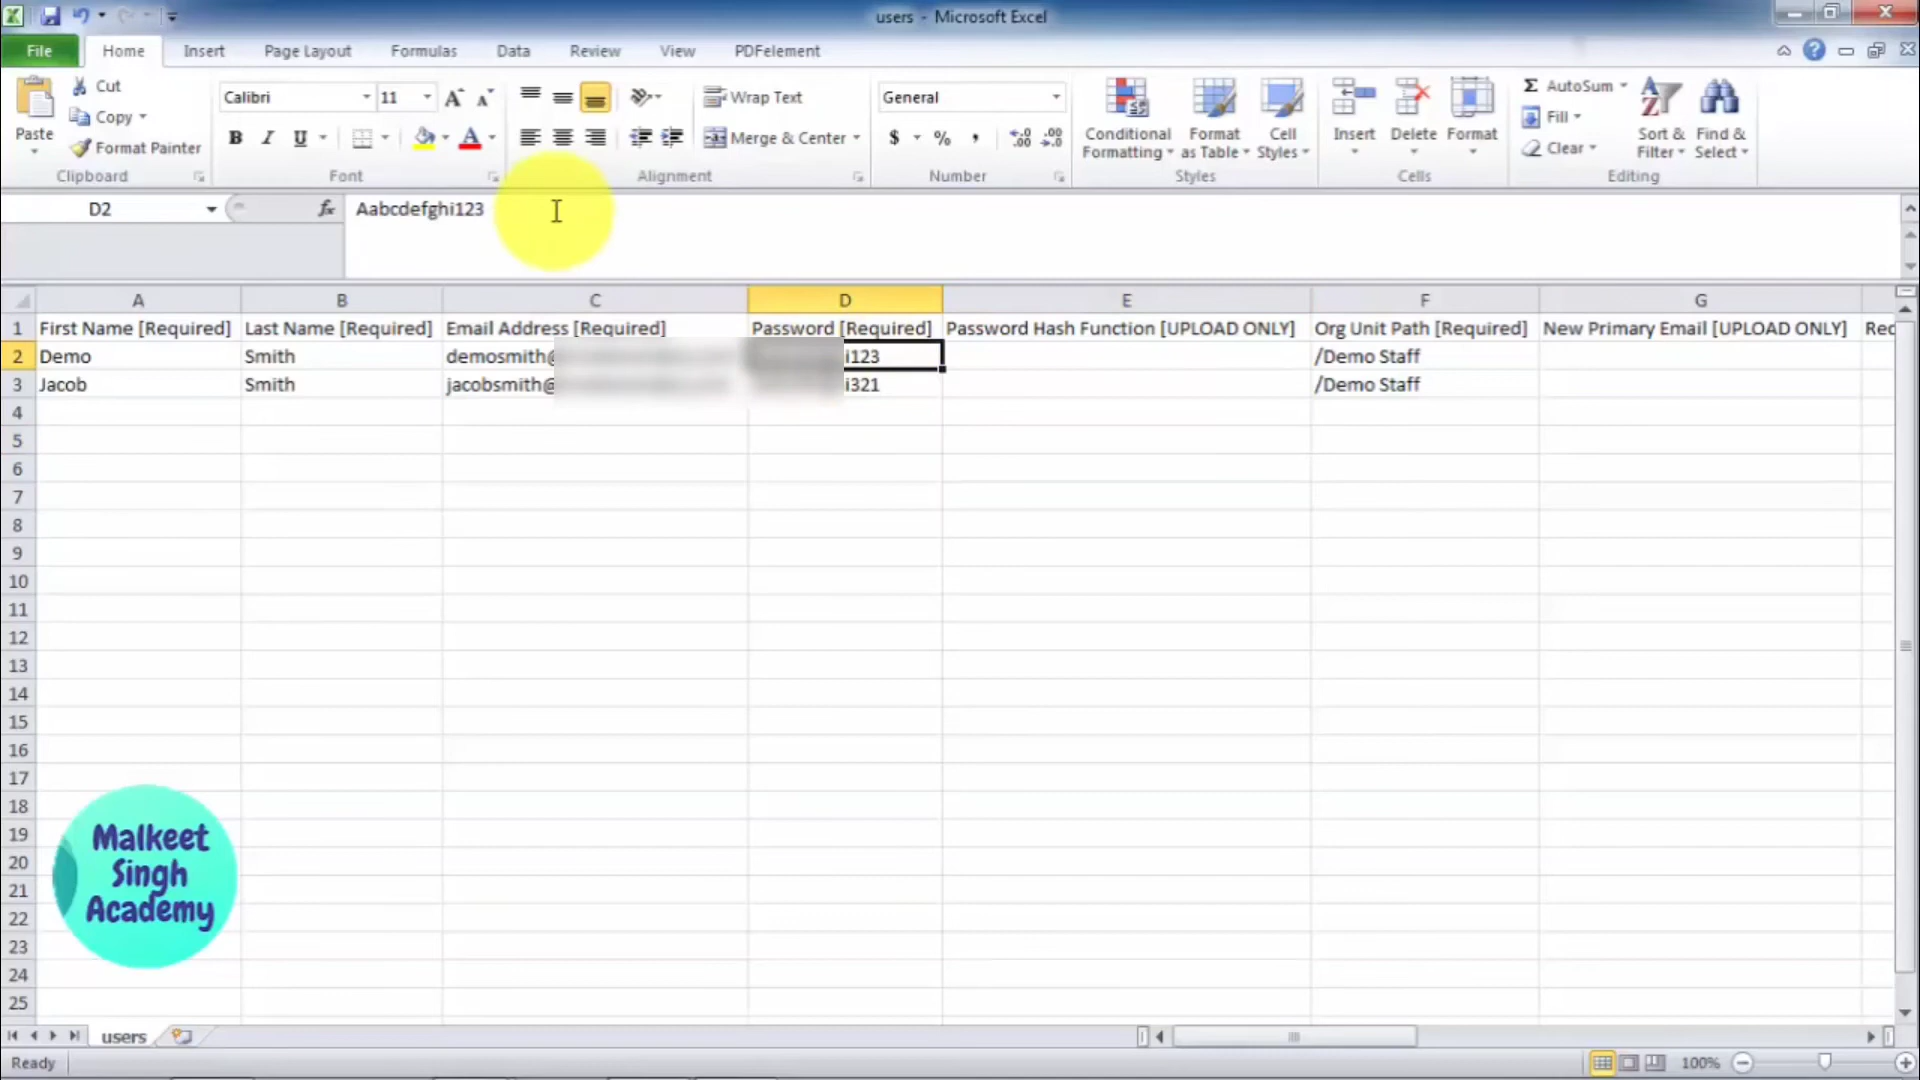 users - Microsoft Excel
File Home Insert Page Layout Formulas Data Review View PDFelement
Paste
Cut
Copy
Format Painter
Clipboard
Calibri 11
B I U
Font
Wrap Text
Merge & Center
Alignment
General
$ % ,
Number
Conditional Formatting
Format as Table
Cell Styles
Styles
Insert
Delete
Format
Cells
Σ AutoSum
Fill
Clear
Sort & Filter
Find & Select
Editing
D2 fx Aabcdefghi123
A B C D E F G
1 First Name [Required] Last Name [Required] Email Address [Required] Password [Required] Password Hash Function [UPLOAD ONLY] Org Unit Path [Required] New Primary Email [UPLOAD ONLY] Rec
2 Demo Smith demosmith@ i123 /Demo Staff
3 Jacob Smith jacobsmith@ i321 /Demo Staff
4
5
6
7
8
9
10
11
12
13
14
15
16
17
18
19
20
21
22
23
24
25
Malkeet
Singh
Academy
users
Ready 100%